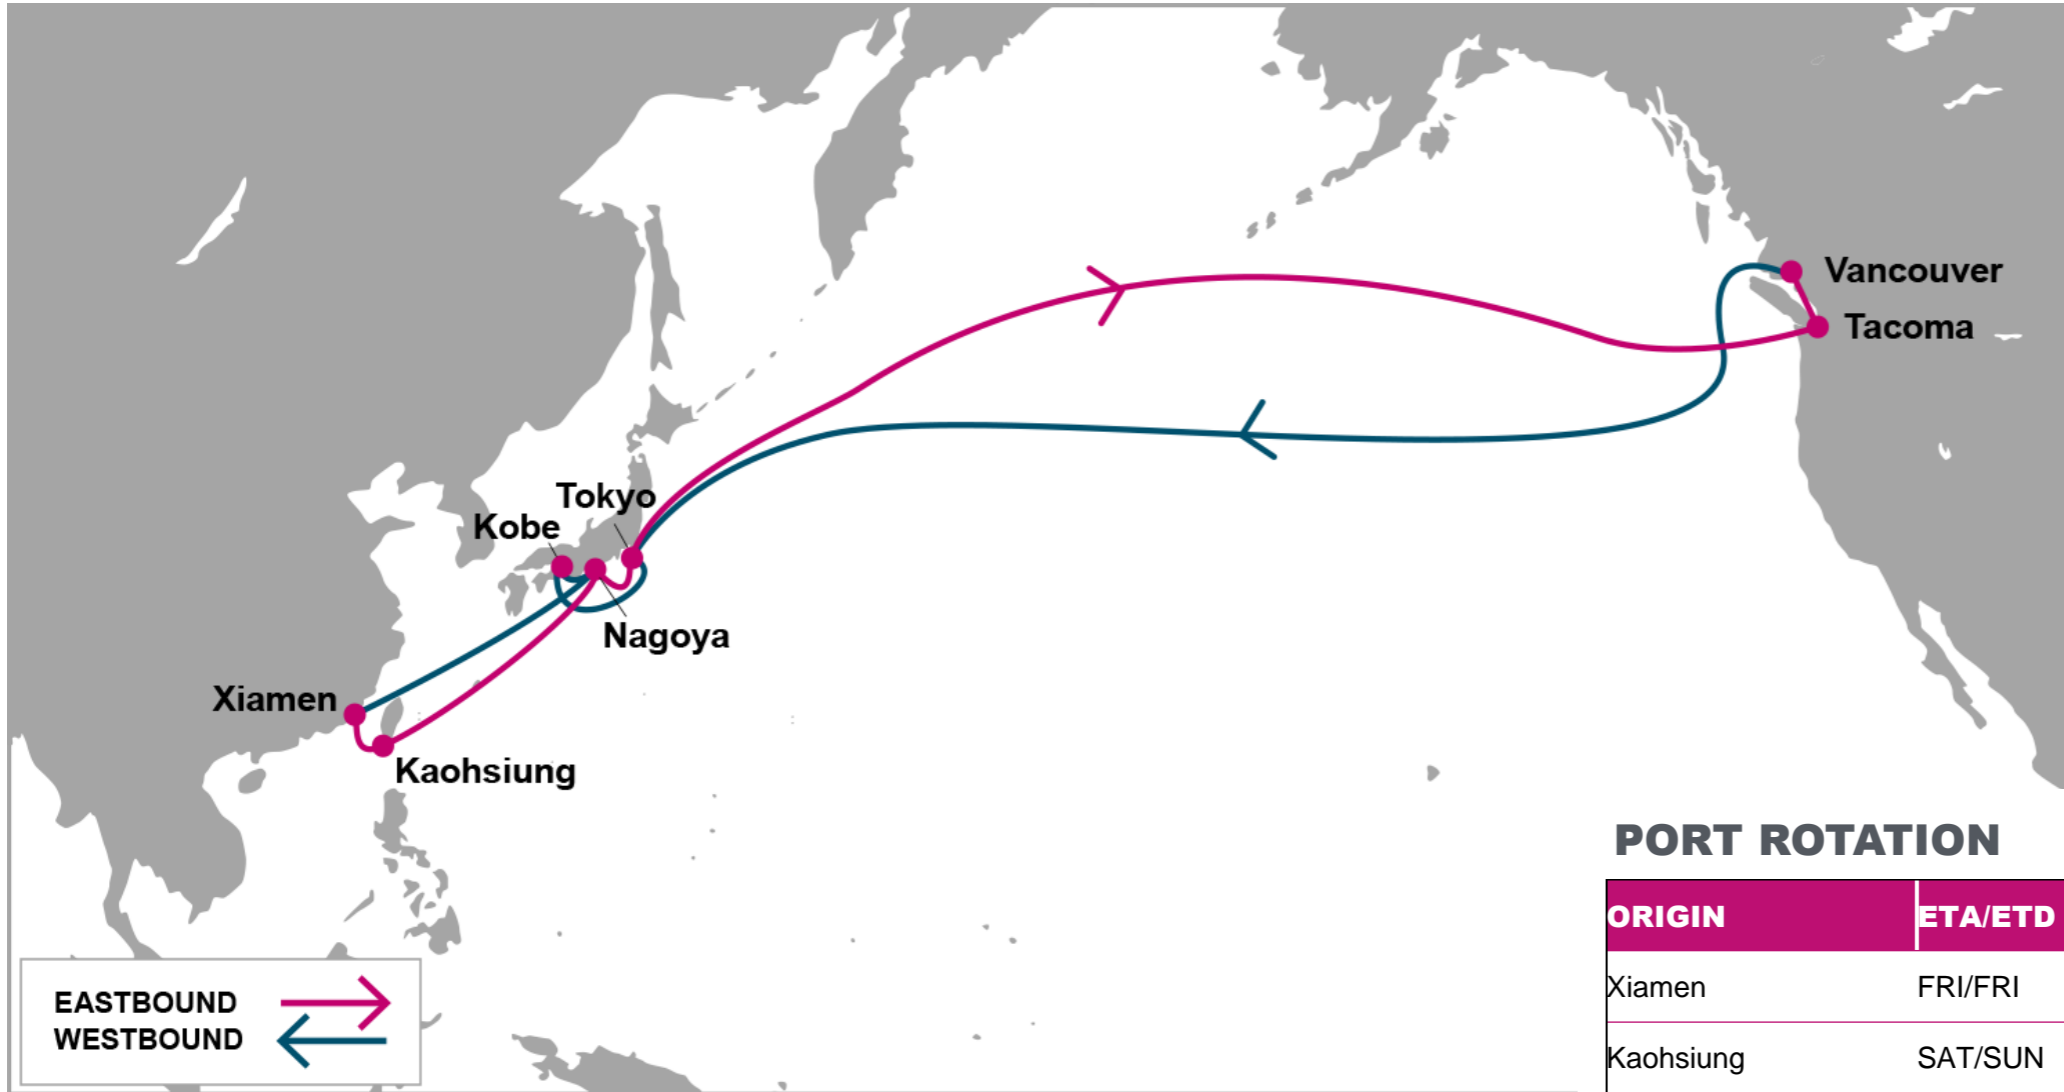 Vancouver
Tacoma
Tokyo
Kobe
Nagoya
Xiamen
Kaohsiung
EASTBOUND
WESTBOUND
PORT ROTATION
ORIGIN ETA/ETD
Xiamen FRI/FRI
Kaohsiung SAT/SUN